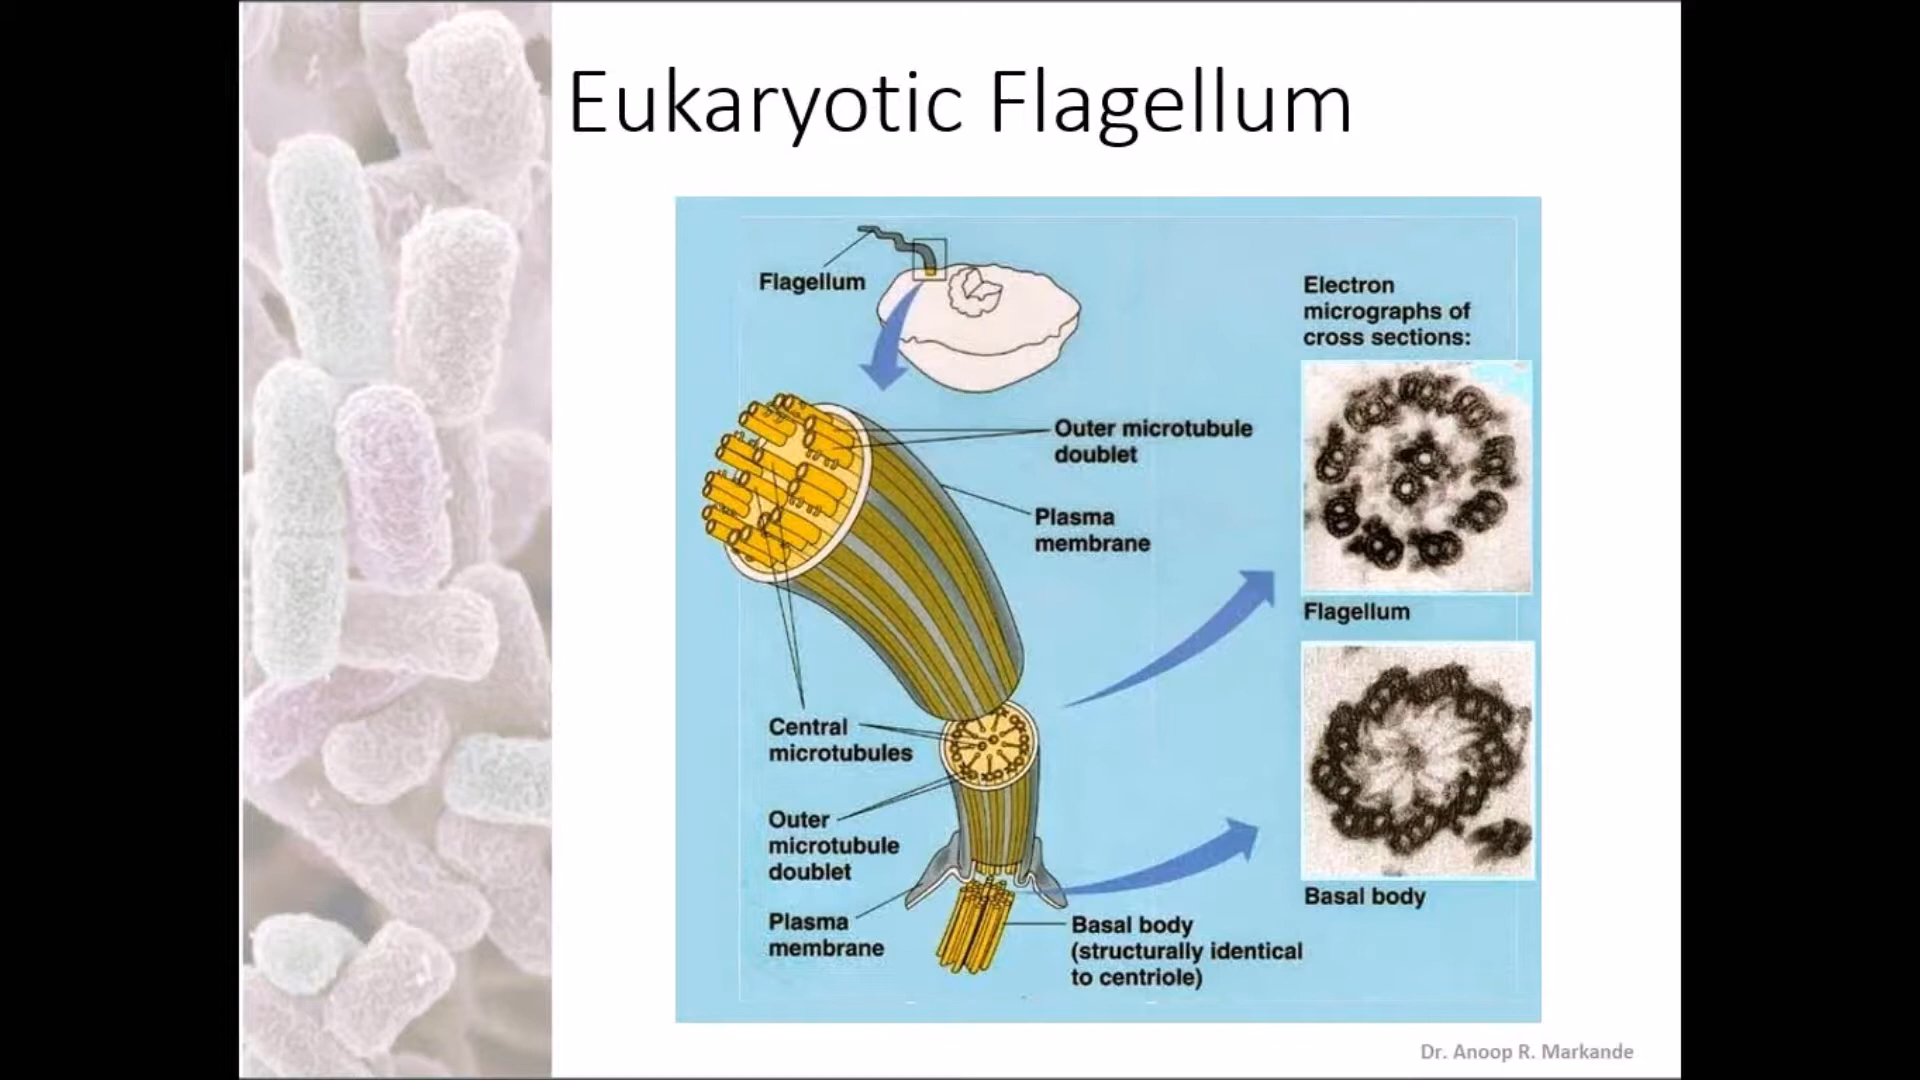 Eukaryotic Flagellum
Flagellum
Electron
micrographs of
cross sections:
Outer microtubule
doublet
Plasma
membrane
Flagellum
Central
microtubules
Outer
microtubule
doublet
Plasma
membrane
Basal body
(structurally identical
to centriole)
Basal body
Dr. Anoop R. Markande